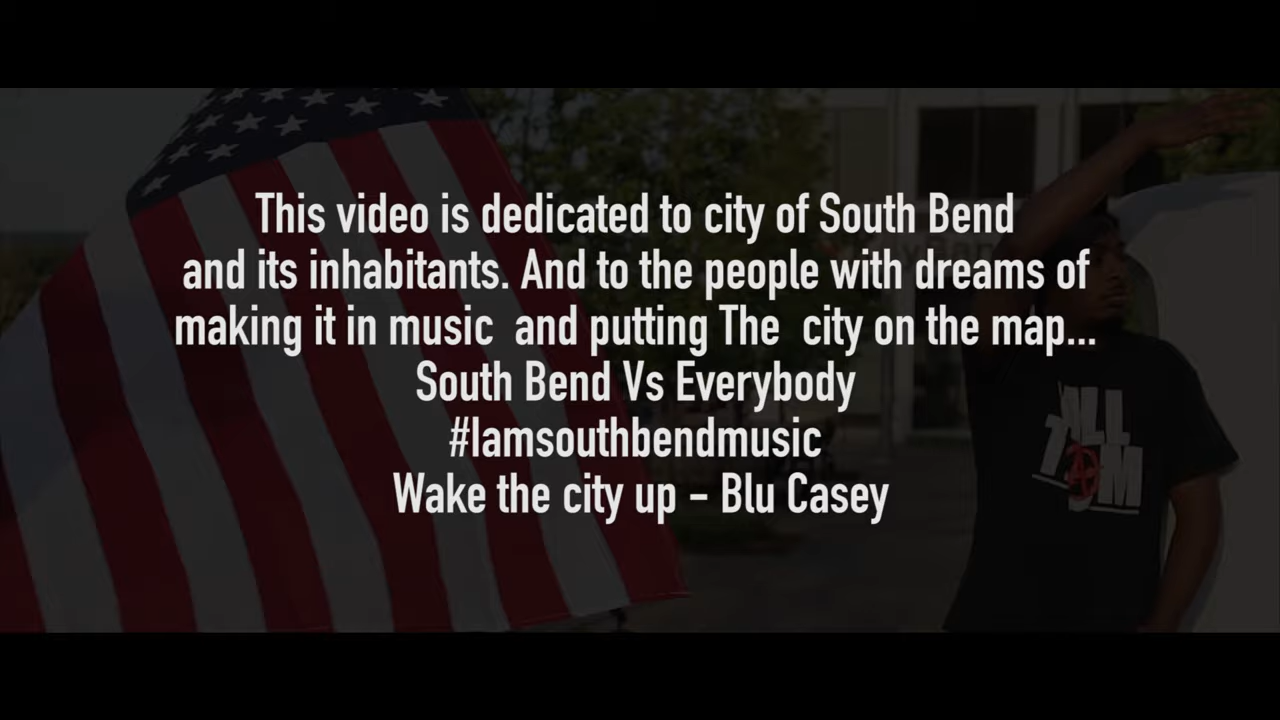 This video is dedicated to city of South Bend
and its inhabitants. And to the people with dreams of
making it in music  and putting The  city on the map...
South Bend Vs Everybody
#Iamsouthbendmusic
Wake the city up - Blu Casey
ALL